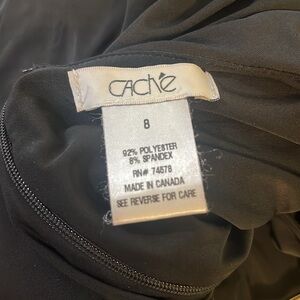 CACHÉ
8
92% POLYESTER
8% SPANDEX
RN# 74578
MADE IN CANADA
SEE REVERSE FOR CARE